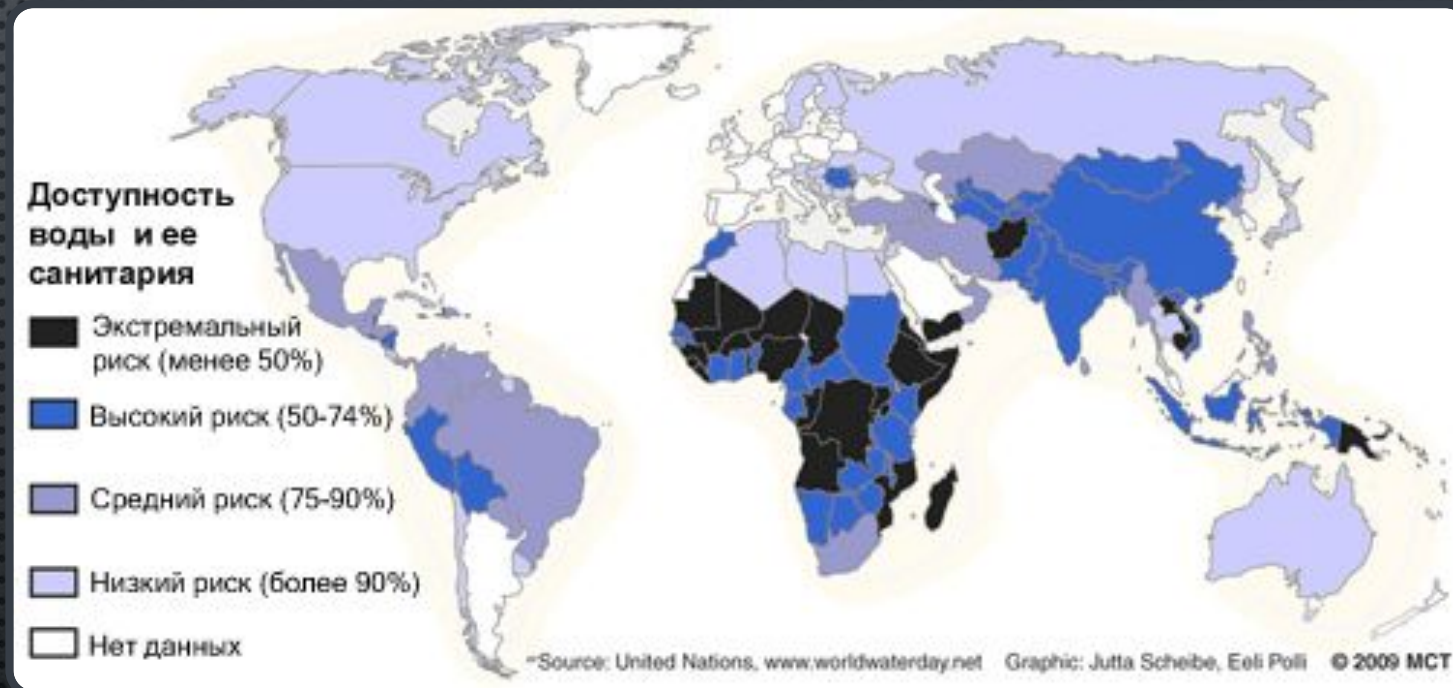 Доступность
воды и ее
санитария
Экстремальный
риск (менее 50%)
Высокий риск (50-74%)
Средний риск (75-90%)
Низкий риск (более 90%)
Нет данных
Source: United Nations, www.worldwaterday.net Graphic: Jutta Scheibe, Eeli Polli © 2009 MCT